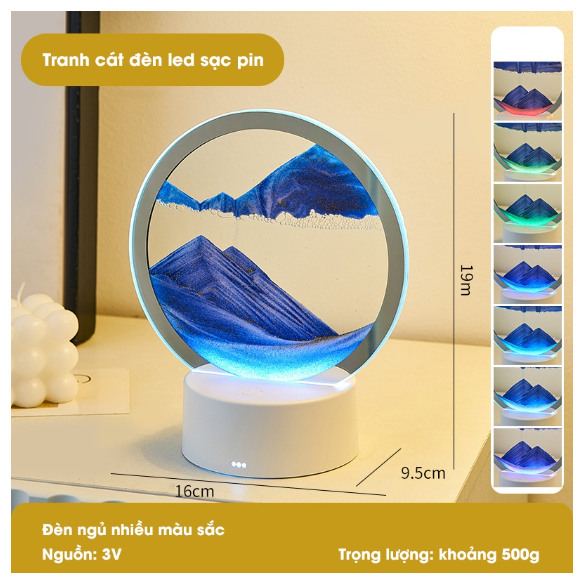 Tranh cát đèn led sạc pin
19m
9.5cm
16cm
Đèn ngủ nhiều màu sắc
Nguồn: 3V
Trọng lượng: khoảng 500g